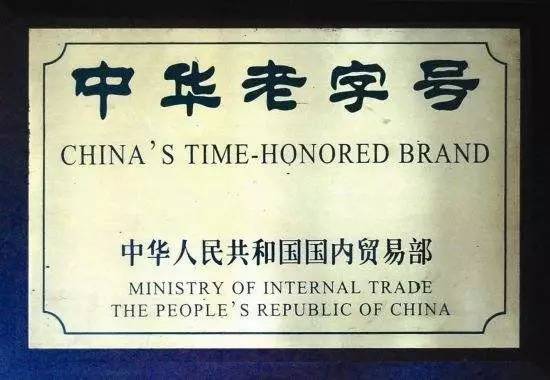 中华老字号
CHINA'S TIME-HONORED BRAND
中华人民共和国国内贸易部
MINISTRY OF INTERNAL TRADE
THE PEOPLE'S REPUBLIC OF CHINA